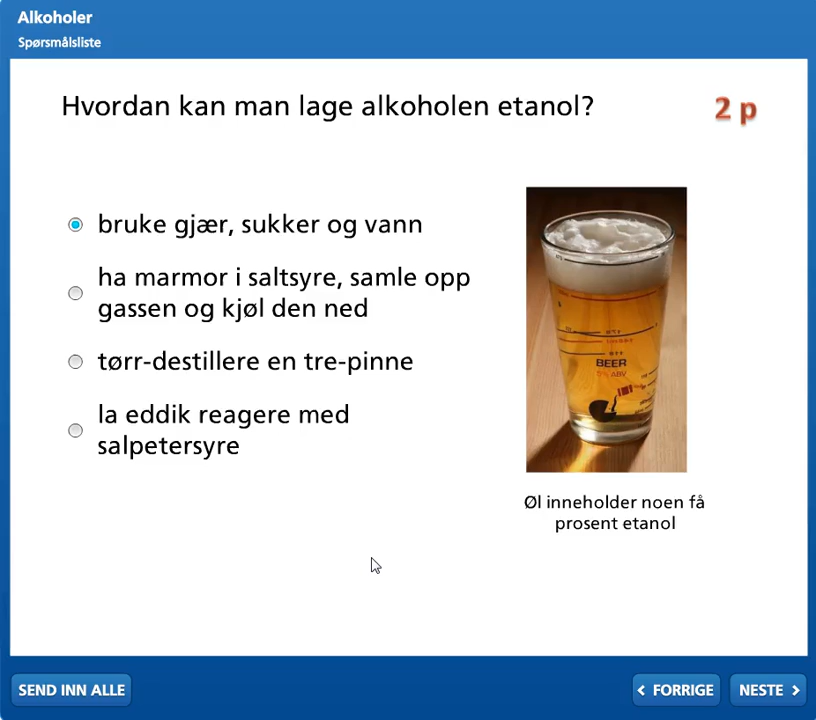 Alkoholer
Spørsmålsliste
Hvordan kan man lage alkoholen etanol?
2 p
bruke gjær, sukker og vann
ha marmor i saltsyre, samle opp
gassen og kjøl den ned
tørr-destillere en tre-pinne
la eddik reagere med
salpetersyre
BEER
5% ABV
Øl inneholder noen få
prosent etanol
SEND INN ALLE
FORRIGE
NESTE